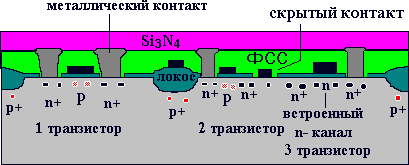 металлический контакт
скрытый контакт
Si3N4
ФСС
локос
p+ n+ p n+ p+ n+ p n+ n+ n n+ p+
1 транзистор
2 транзистор
встроенный
n- канал
3 транзистор